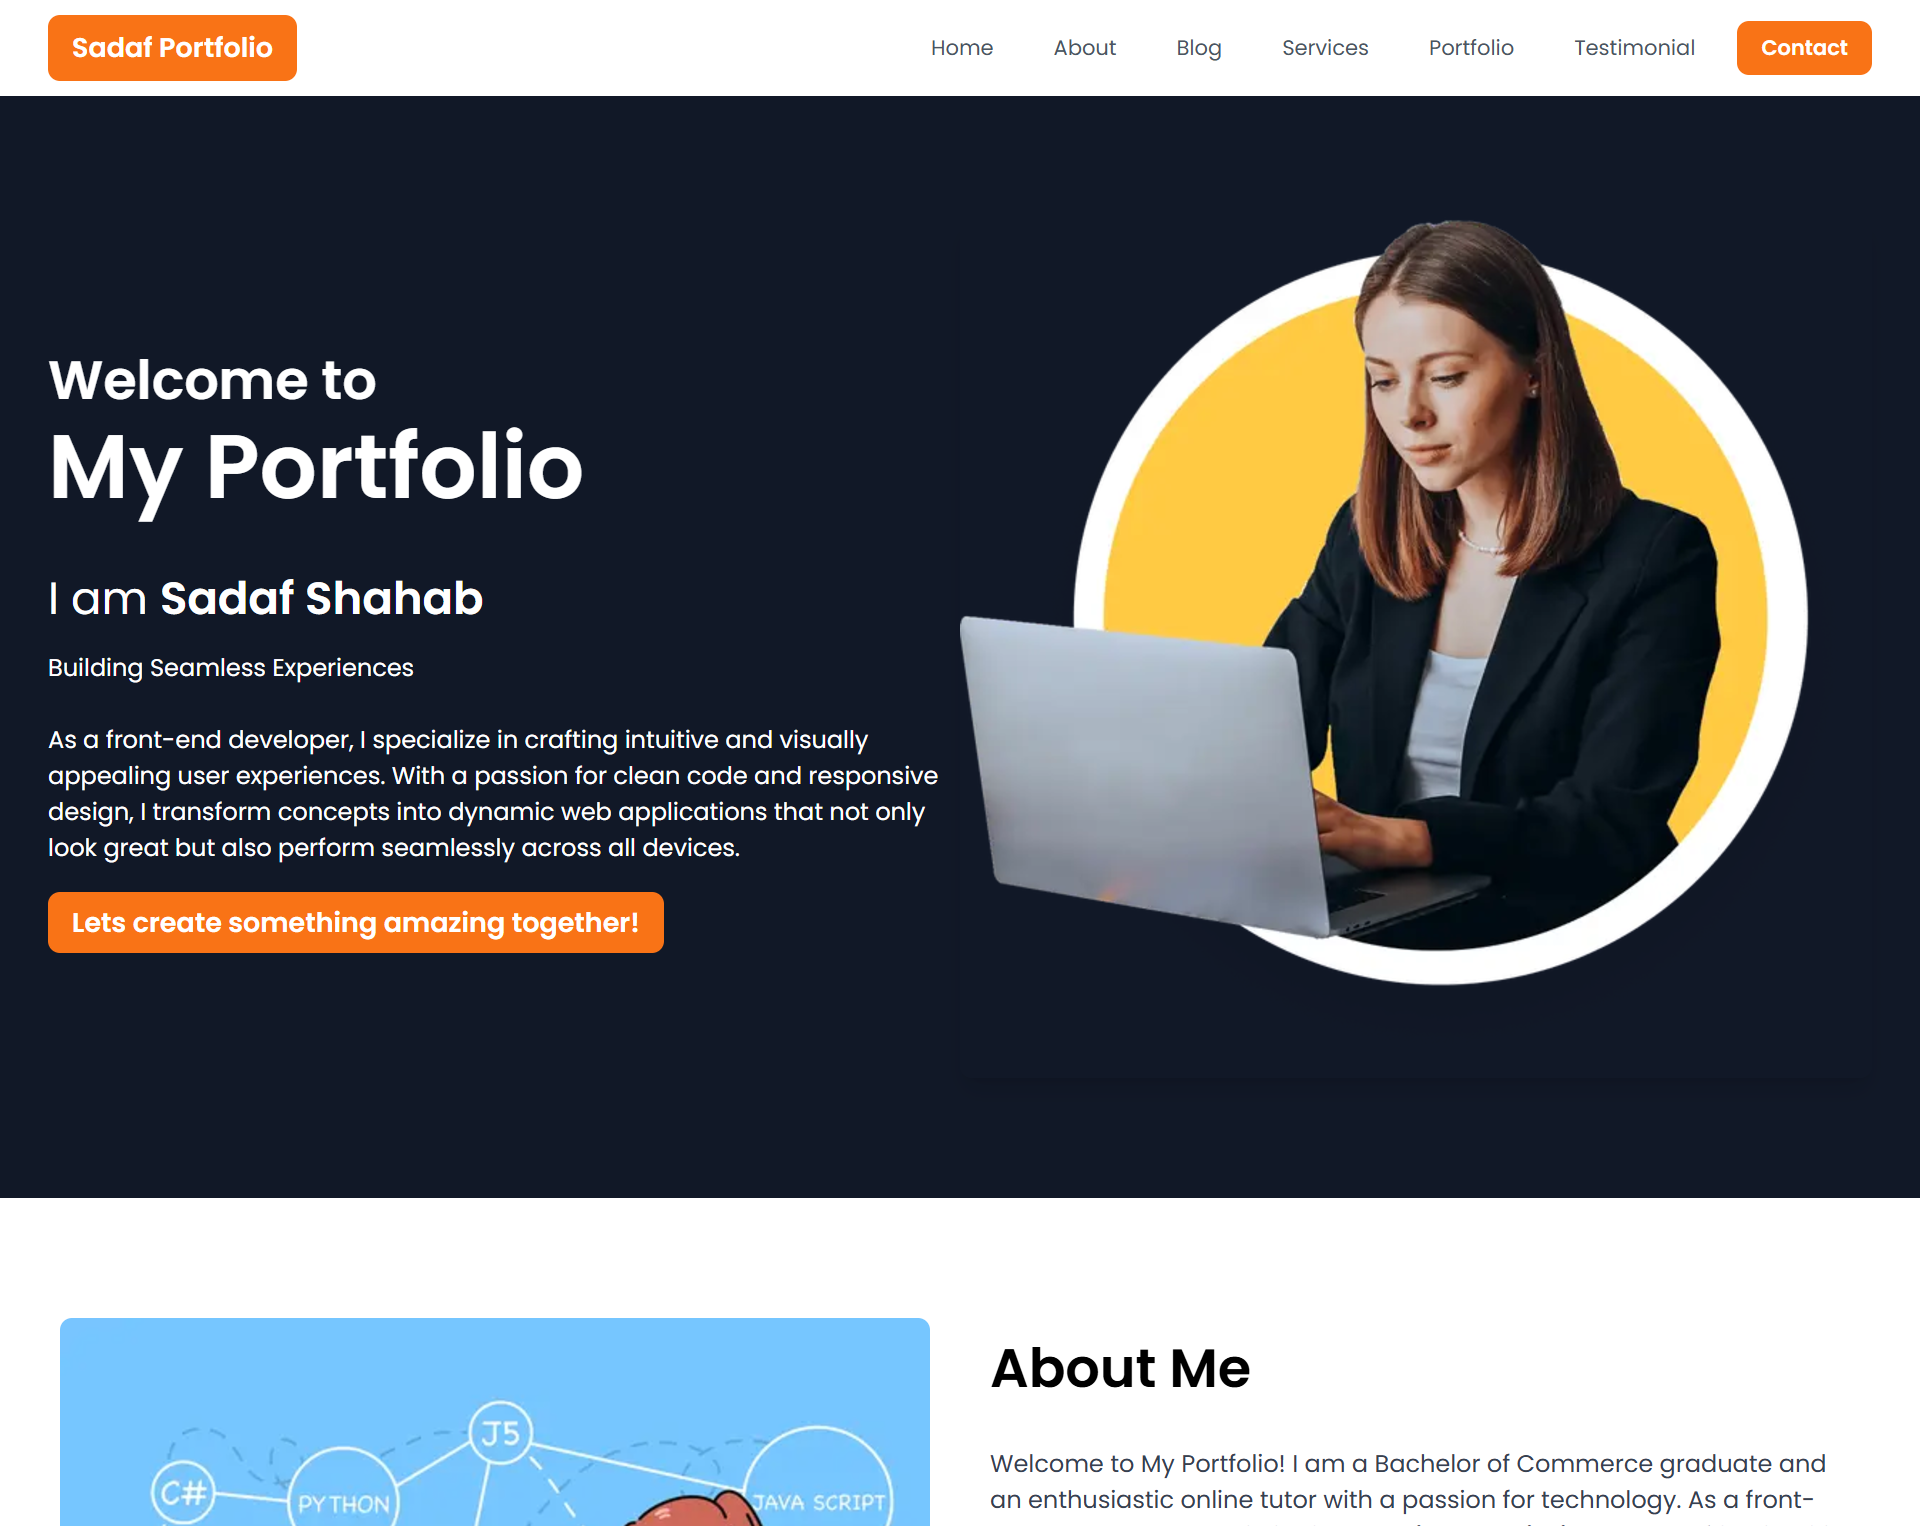 Sadaf Portfolio
Home
About
Blog
Services
Portfolio
Testimonial
Contact
Welcome to
My Portfolio
I am Sadaf Shahab
Building Seamless Experiences
As a front-end developer, I specialize in crafting intuitive and visually
appealing user experiences. With a passion for clean code and responsive
design, I transform concepts into dynamic web applications that not only
look great but also perform seamlessly across all devices.
Lets create something amazing together!
J5
C#
PYTHON
JAVA SCRIPT
About Me
Welcome to My Portfolio! I am a Bachelor of Commerce graduate and
an enthusiastic online tutor with a passion for technology. As a front-